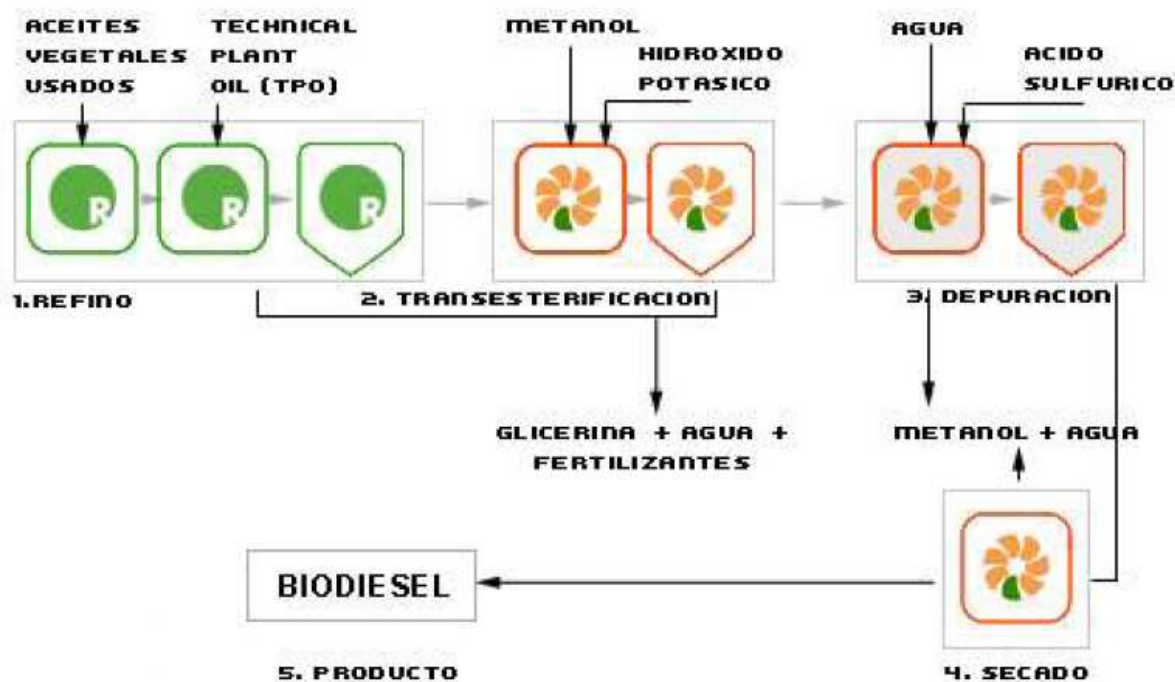 ACEITES
VEGETALES
USADOS
TECHNICAL
PLANT
OIL (TPO)
METANOL
HIDROXIDO
POTASICO
AGUA
ACIDO
SULFURICO
R
R
R
1.REFINO
2. TRANSESTERIFICACION
3. DEPURACION
GLICERINA + AGUA +
FERTILIZANTES
METANOL + AGUA
BIODIESEL
5. PRODUCTO
4. SECADO